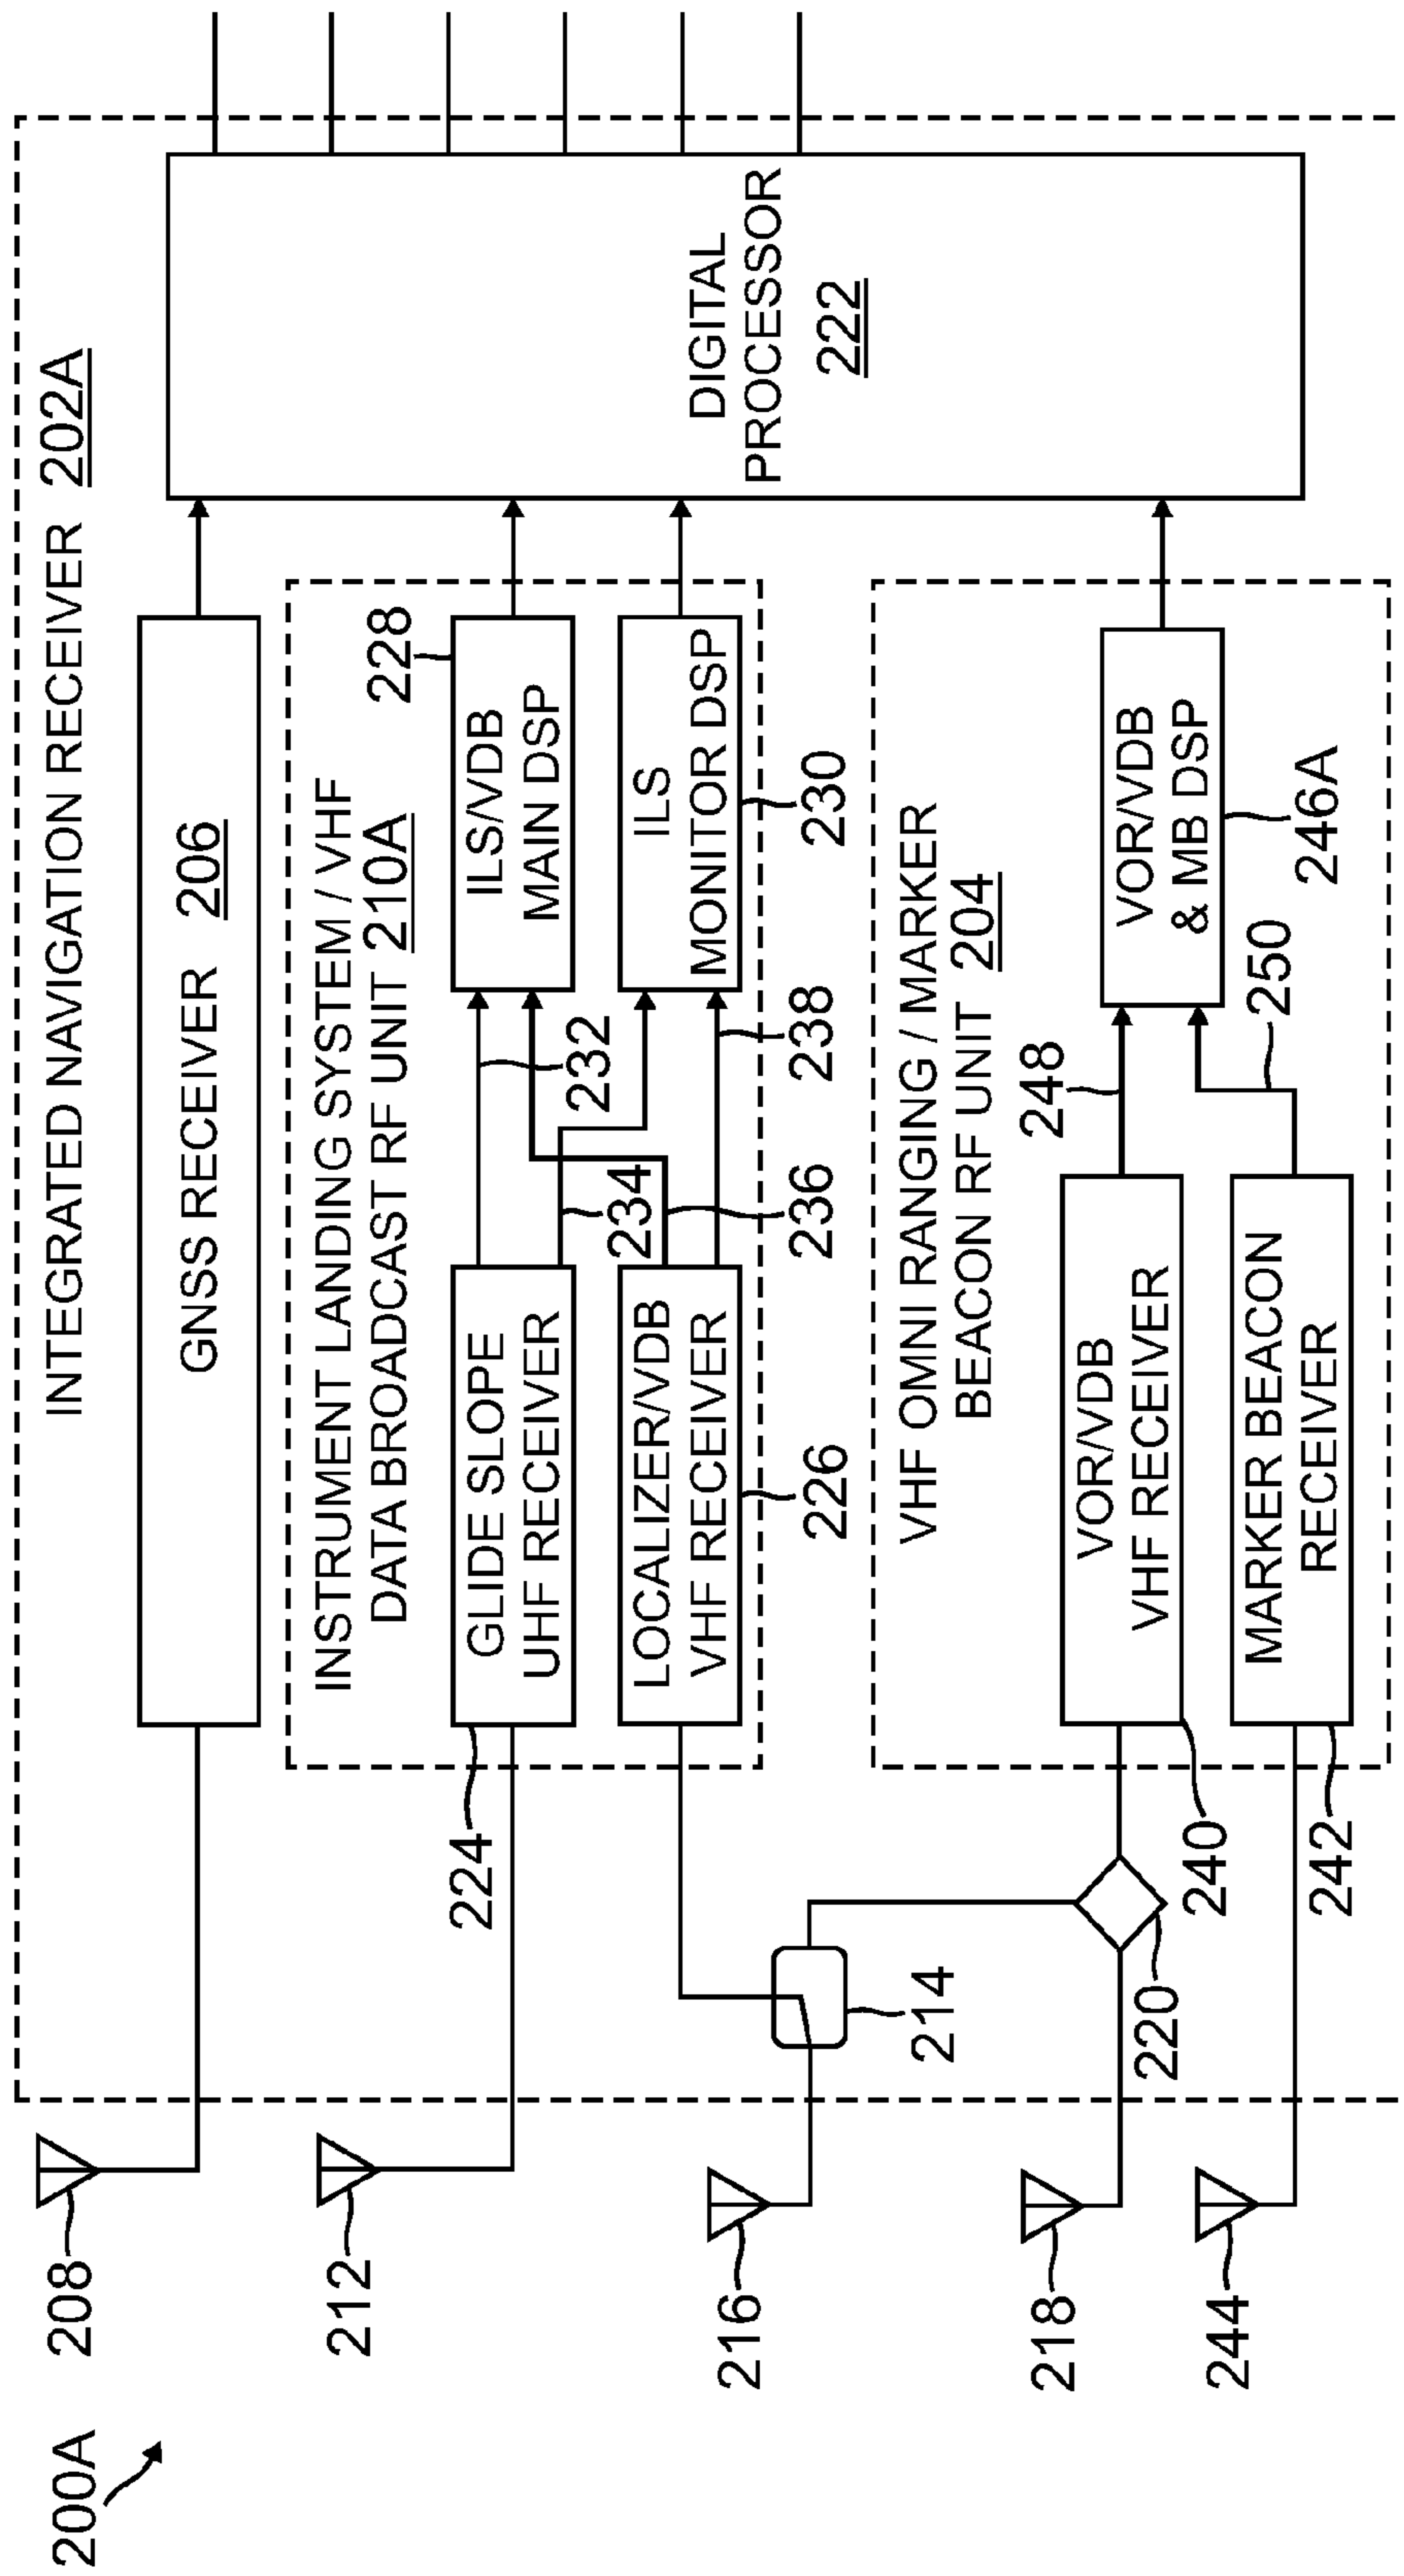 200A
INTEGRATED NAVIGATION RECEIVER 202A
208
GNSS RECEIVER 206
INSTRUMENT LANDING SYSTEM / VHF
DATA BROADCAST RF UNIT 210A
212
224
GLIDE SLOPE
UHF RECEIVER
232
234
228
ILS/VDB
MAIN DSP
LOCALIZER/VDB
VHF RECEIVER
226
236
238
ILS
MONITOR DSP
230
DIGITAL
PROCESSOR
222
216
214
VHF OMNI RANGING / MARKER
BEACON RF UNIT 204
218
220
VOR/VDB
VHF RECEIVER
240
248
VOR/VDB
& MB DSP
246A
250
244
MARKER BEACON
RECEIVER
242